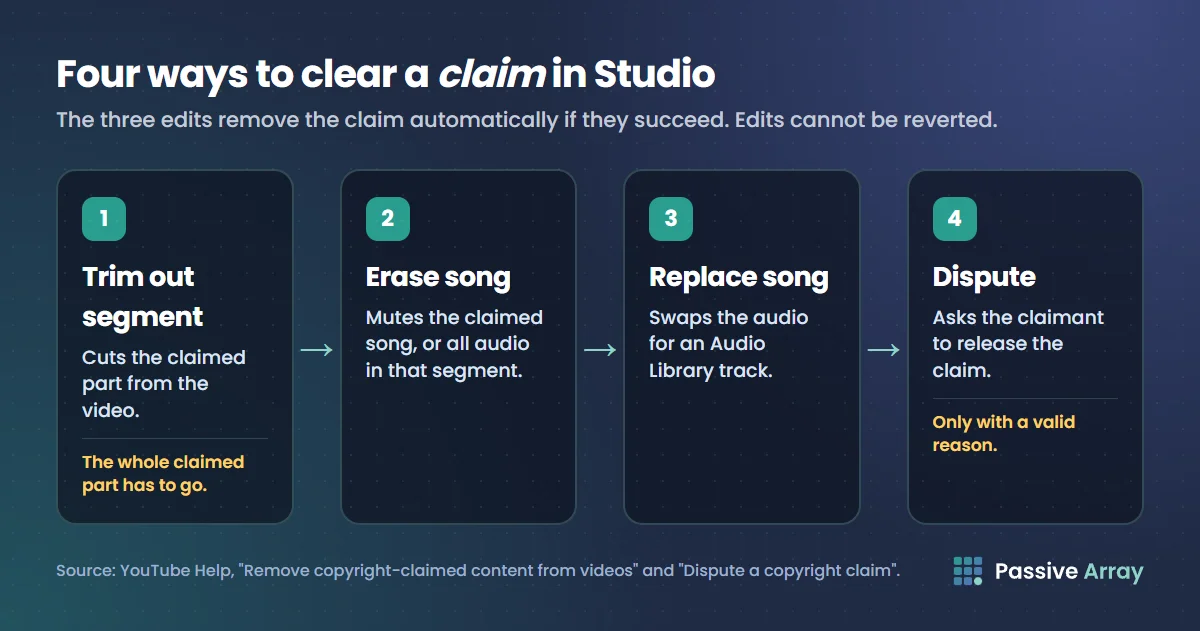 Four ways to clear a claim in Studio
The three edits remove the claim automatically if they succeed. Edits cannot be reverted.
1
Trim out
segment
Cuts the claimed
part from the
video.
The whole claimed
part has to go.
→
2
Erase song
Mutes the claimed
song, or all audio
in that segment.
→
3
Replace song
Swaps the audio
for an Audio
Library track.
→
4
Dispute
Asks the claimant
to release the
claim.
Only with a valid
reason.
Source: YouTube Help, "Remove copyright-claimed content from videos" and "Dispute a copyright claim".
Passive Array